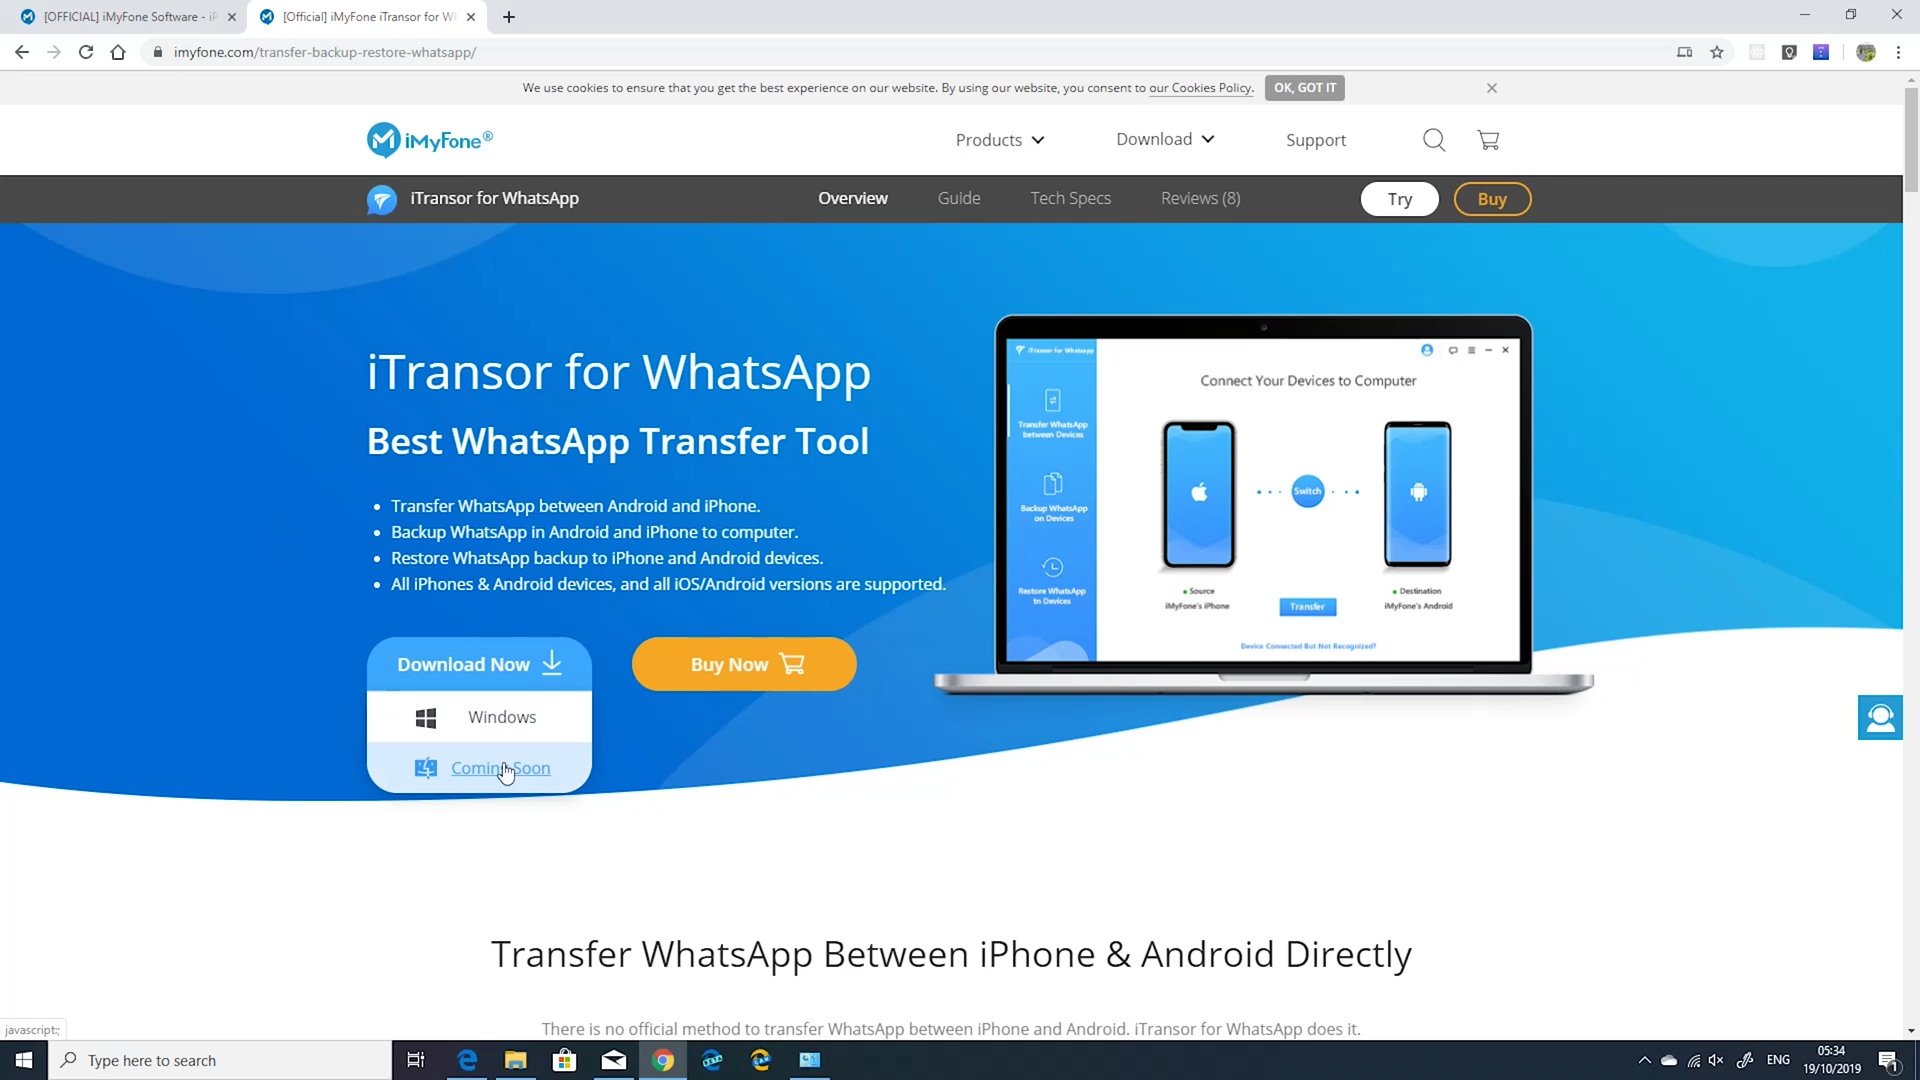 [OFFICIAL] iMyFone Software - iP
[Official] iMyFone iTransor for Wh
imyfone.com/transfer-backup-restore-whatsapp/
We use cookies to ensure that you get the best experience on our website. By using our website, you consent to our Cookies Policy.
OK, GOT IT
iMyFone®
Products
Download
Support
iTransor for WhatsApp
Overview
Guide
Tech Specs
Reviews (8)
Try
Buy
iTransor for WhatsApp
Best WhatsApp Transfer Tool
• Transfer WhatsApp between Android and iPhone.
• Backup WhatsApp in Android and iPhone to computer.
• Restore WhatsApp backup to iPhone and Android devices.
• All iPhones & Android devices, and all iOS/Android versions are supported.
Download Now
Buy Now
Windows
Coming Soon
iTransor for Whatsapp
Connect Your Devices to Computer
Transfer WhatsApp
between Devices
Backup WhatsApp
on Devices
Restore WhatsApp
to Devices
Switch
Source
iMyFone's iPhone
Transfer
Destination
iMyFone's Android
Device Connected But Not Recognized?
Transfer WhatsApp Between iPhone & Android Directly
There is no official method to transfer WhatsApp between iPhone and Android. iTransor for WhatsApp does it.
javascript:;
Type here to search
BETA
CAN
ENG
05:34
19/10/2019
1